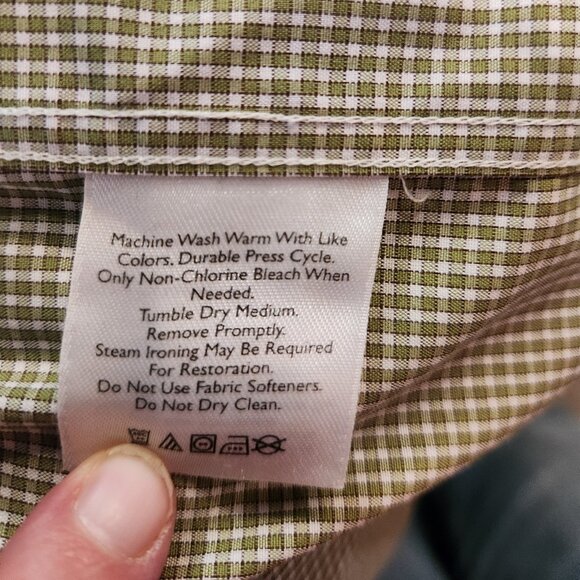 Machine Wash Warm With Like
Colors. Durable Press Cycle.
Only Non-Chlorine Bleach When
Needed.
Tumble Dry Medium.
Remove Promptly.
Steam Ironing May Be Required
For Restoration.
Do Not Use Fabric Softeners.
Do Not Dry Clean.